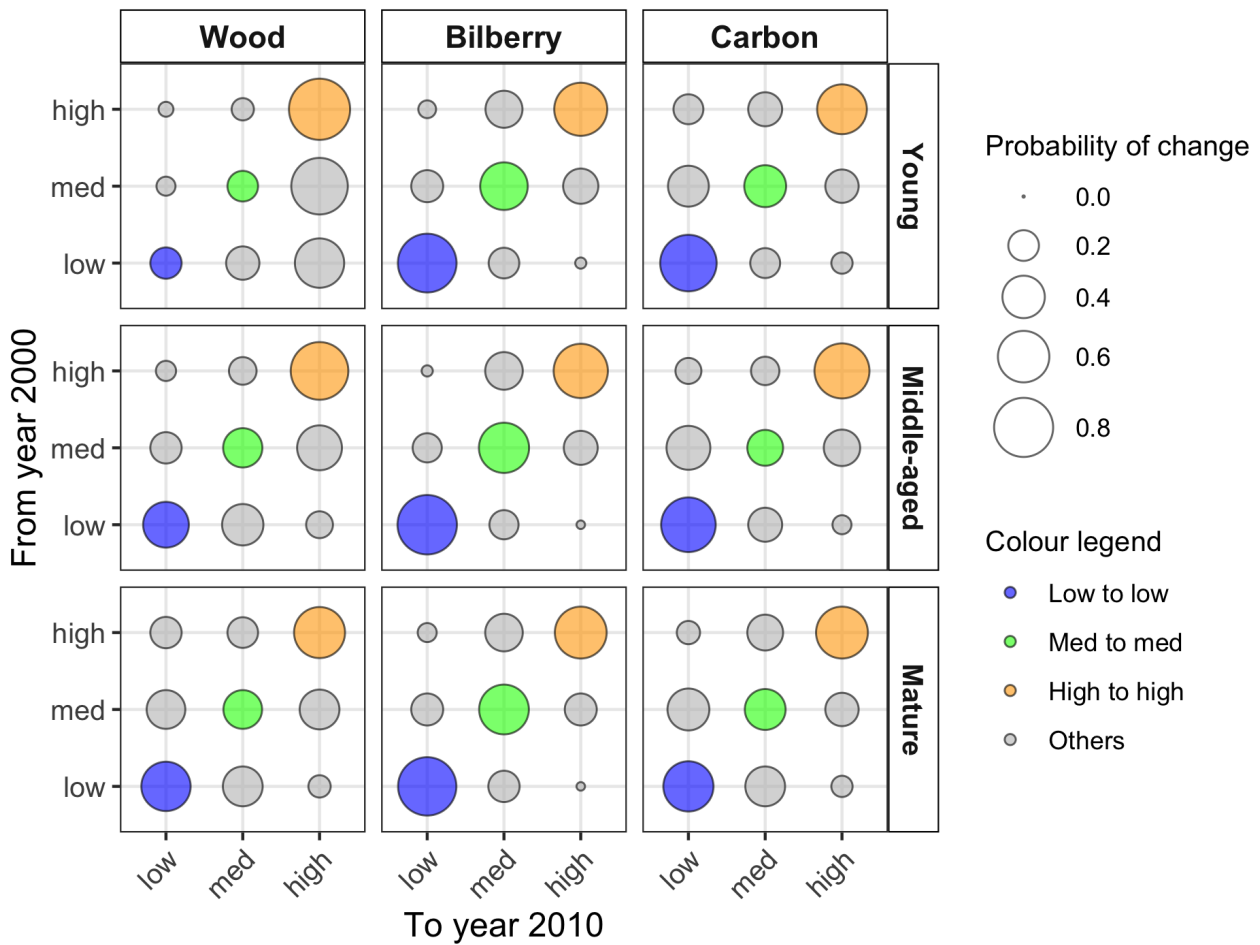 Wood Bilberry Carbon
high
med
low
Young
high
med
low
Middle-aged
high
med
low
Mature
low med high low med high low med high
To year 2010
From year 2000
Probability of change
0.0
0.2
0.4
0.6
0.8
Colour legend
Low to low
Med to med
High to high
Others